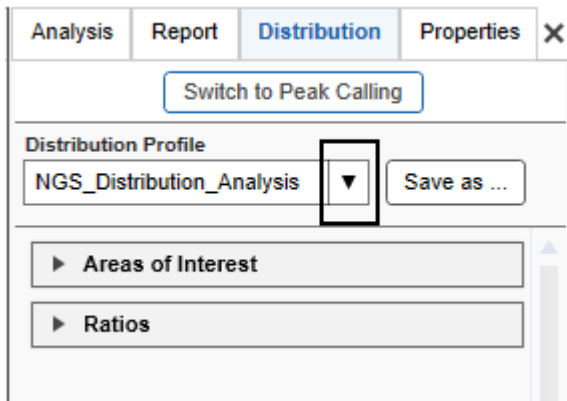 Analysis Report Distribution Properties
Switch to Peak Calling
Distribution Profile
NGS_Distribution_Analysis Save as ...
Areas of Interest
Ratios